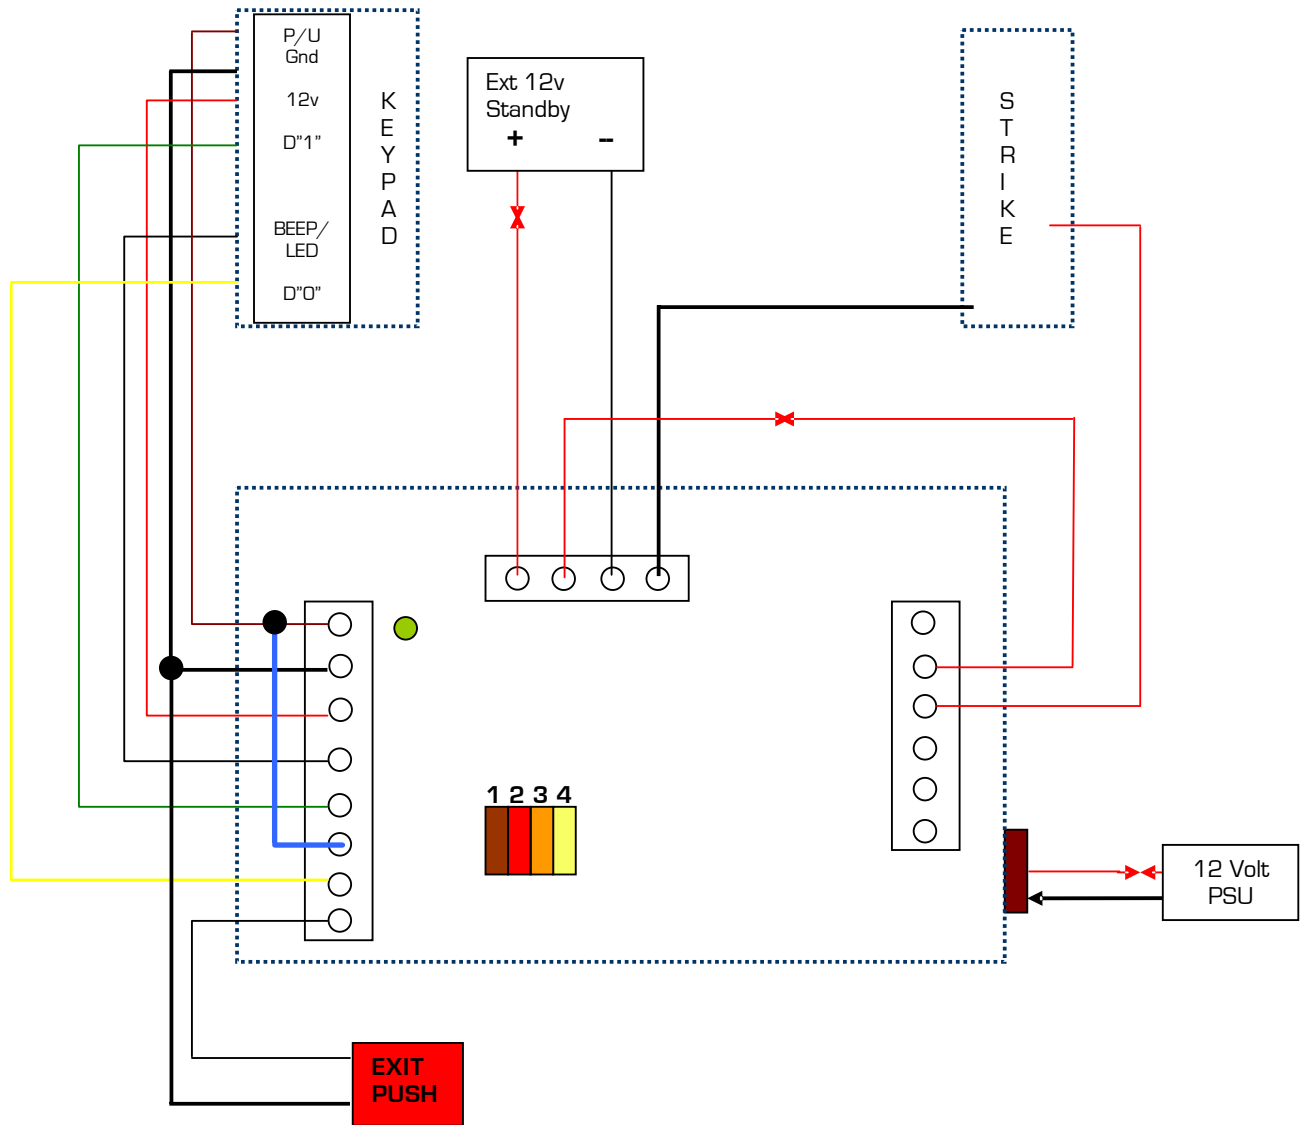 P/U
Gnd
12v
D"1"
BEEP/
LED
D"0"
K
E
Y
P
A
D
Ext 12v
Standby
+ --
S
T
R
I
K
E
1 2 3 4
12 Volt
PSU
EXIT
PUSH